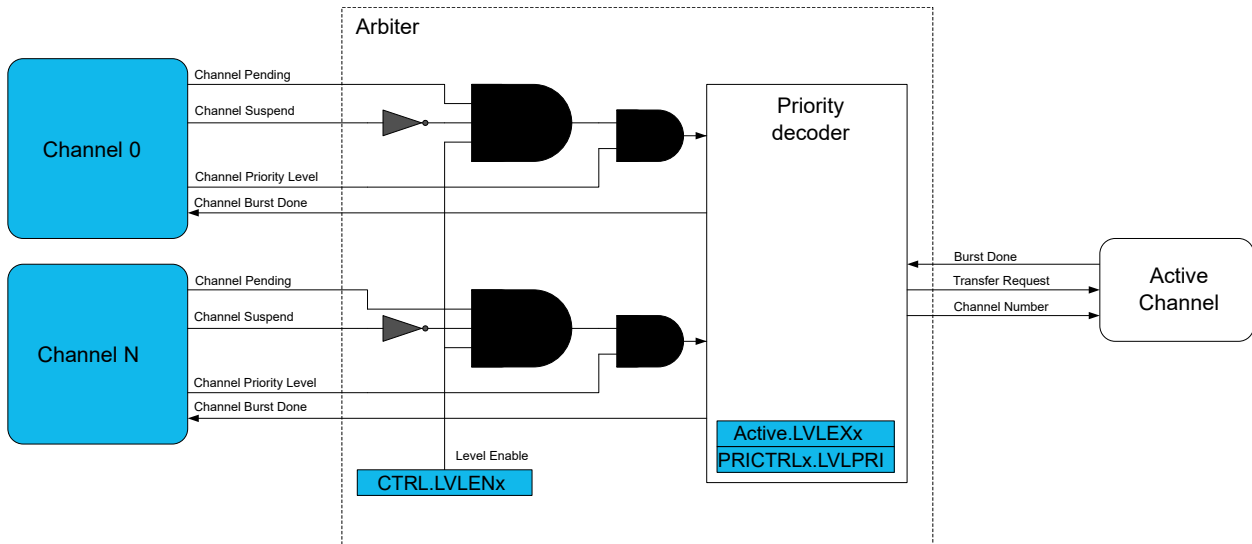 Arbiter
Channel 0
Channel Pending
Channel Suspend
Channel Priority Level
Channel Burst Done
Priority
decoder
Channel N
Channel Pending
Channel Suspend
Channel Priority Level
Channel Burst Done
Burst Done
Transfer Request
Channel Number
Active
Channel
Active.LVLEXx
PRICTRLx.LVLPRI
Level Enable
CTRL.LVLENx